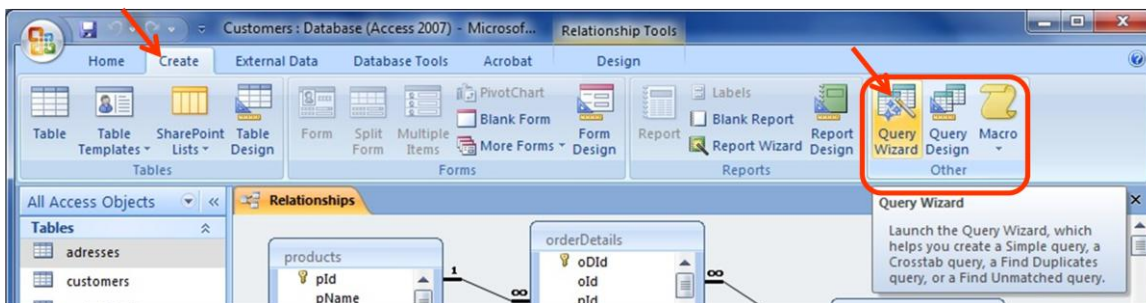 Customers : Database (Access 2007) - Microsof... Relationship Tools
Home Create External Data Database Tools Acrobat Design
Table
Table Templates
SharePoint Lists
Table Design
Tables
Form
Split Form
Multiple Items
PivotChart
Blank Form
More Forms
Form Design
Forms
Report
Labels
Blank Report
Report Wizard
Report Design
Reports
Query Wizard
Query Design
Macro
Other
All Access Objects
Relationships
Query Wizard
Launch the Query Wizard, which
helps you create a Simple query, a
Crosstab query, a Find Duplicates
query, or a Find Unmatched query.
Tables
adresses
customers
products
pId
pName
1
∞
orderDetails
oDId
oId
pId
∞